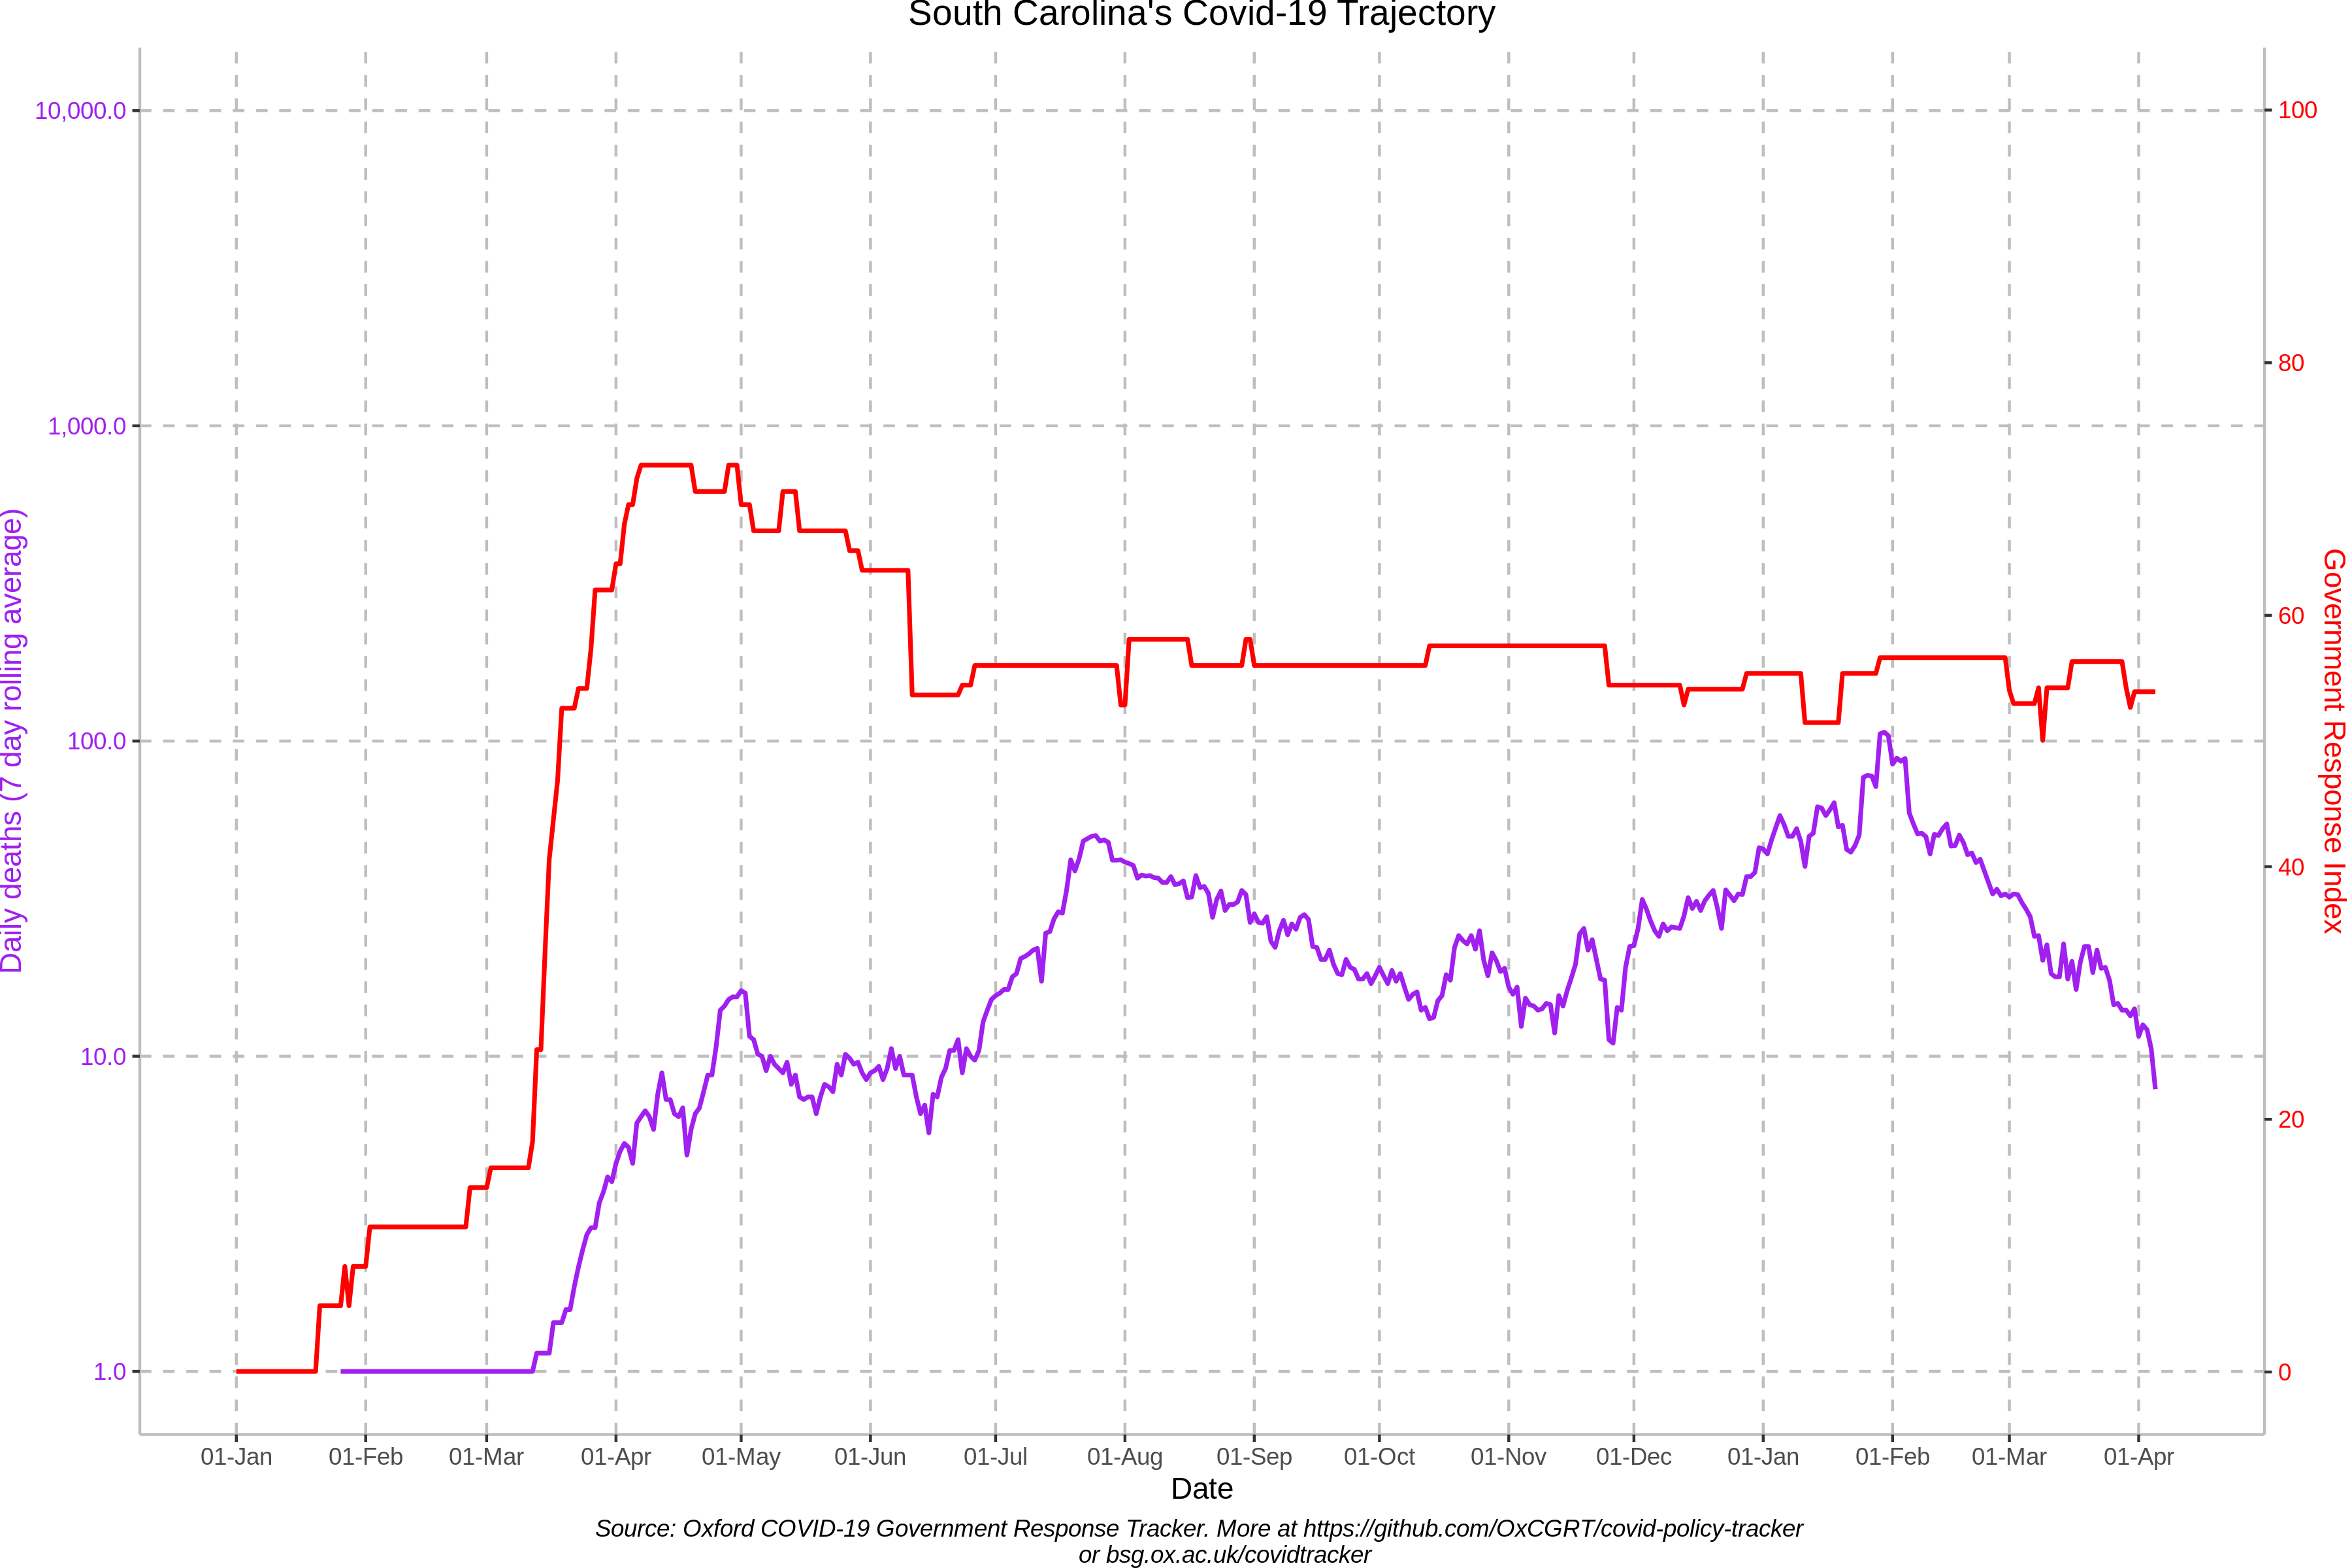 South Carolina's Covid-19 Trajectory
10,000.0
1,000.0
100.0
10.0
1.0
Daily deaths (7 day rolling average)
100
80
60
40
20
0
Government Response Index
01-Jan 01-Feb 01-Mar 01-Apr 01-May 01-Jun 01-Jul 01-Aug 01-Sep 01-Oct 01-Nov 01-Dec 01-Jan 01-Feb 01-Mar 01-Apr
Date
Source: Oxford COVID-19 Government Response Tracker. More at https://github.com/OxCGRT/covid-policy-tracker
or bsg.ox.ac.uk/covidtracker